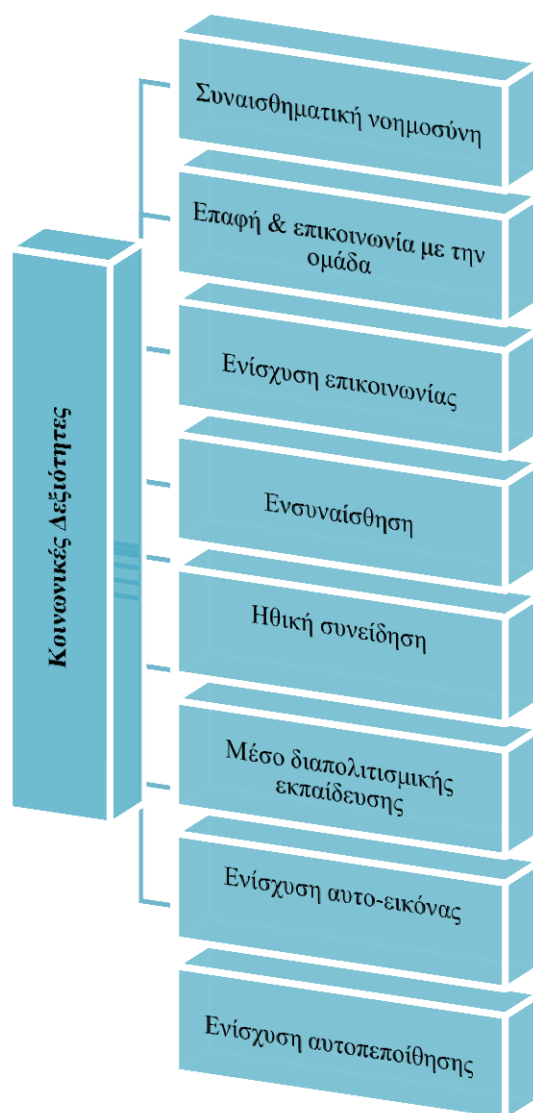 Κοινωνικές Δεξιότητες
Συναισθηματική νοημοσύνη
Επαφή & επικοινωνία με την
ομάδα
Ενίσχυση επικοινωνίας
Ενσυναίσθηση
Ηθική συνείδηση
Μέσο διαπολιτισμικής
εκπαίδευσης
Ενίσχυση αυτο-εικόνας
Ενίσχυση αυτοπεποίθησης